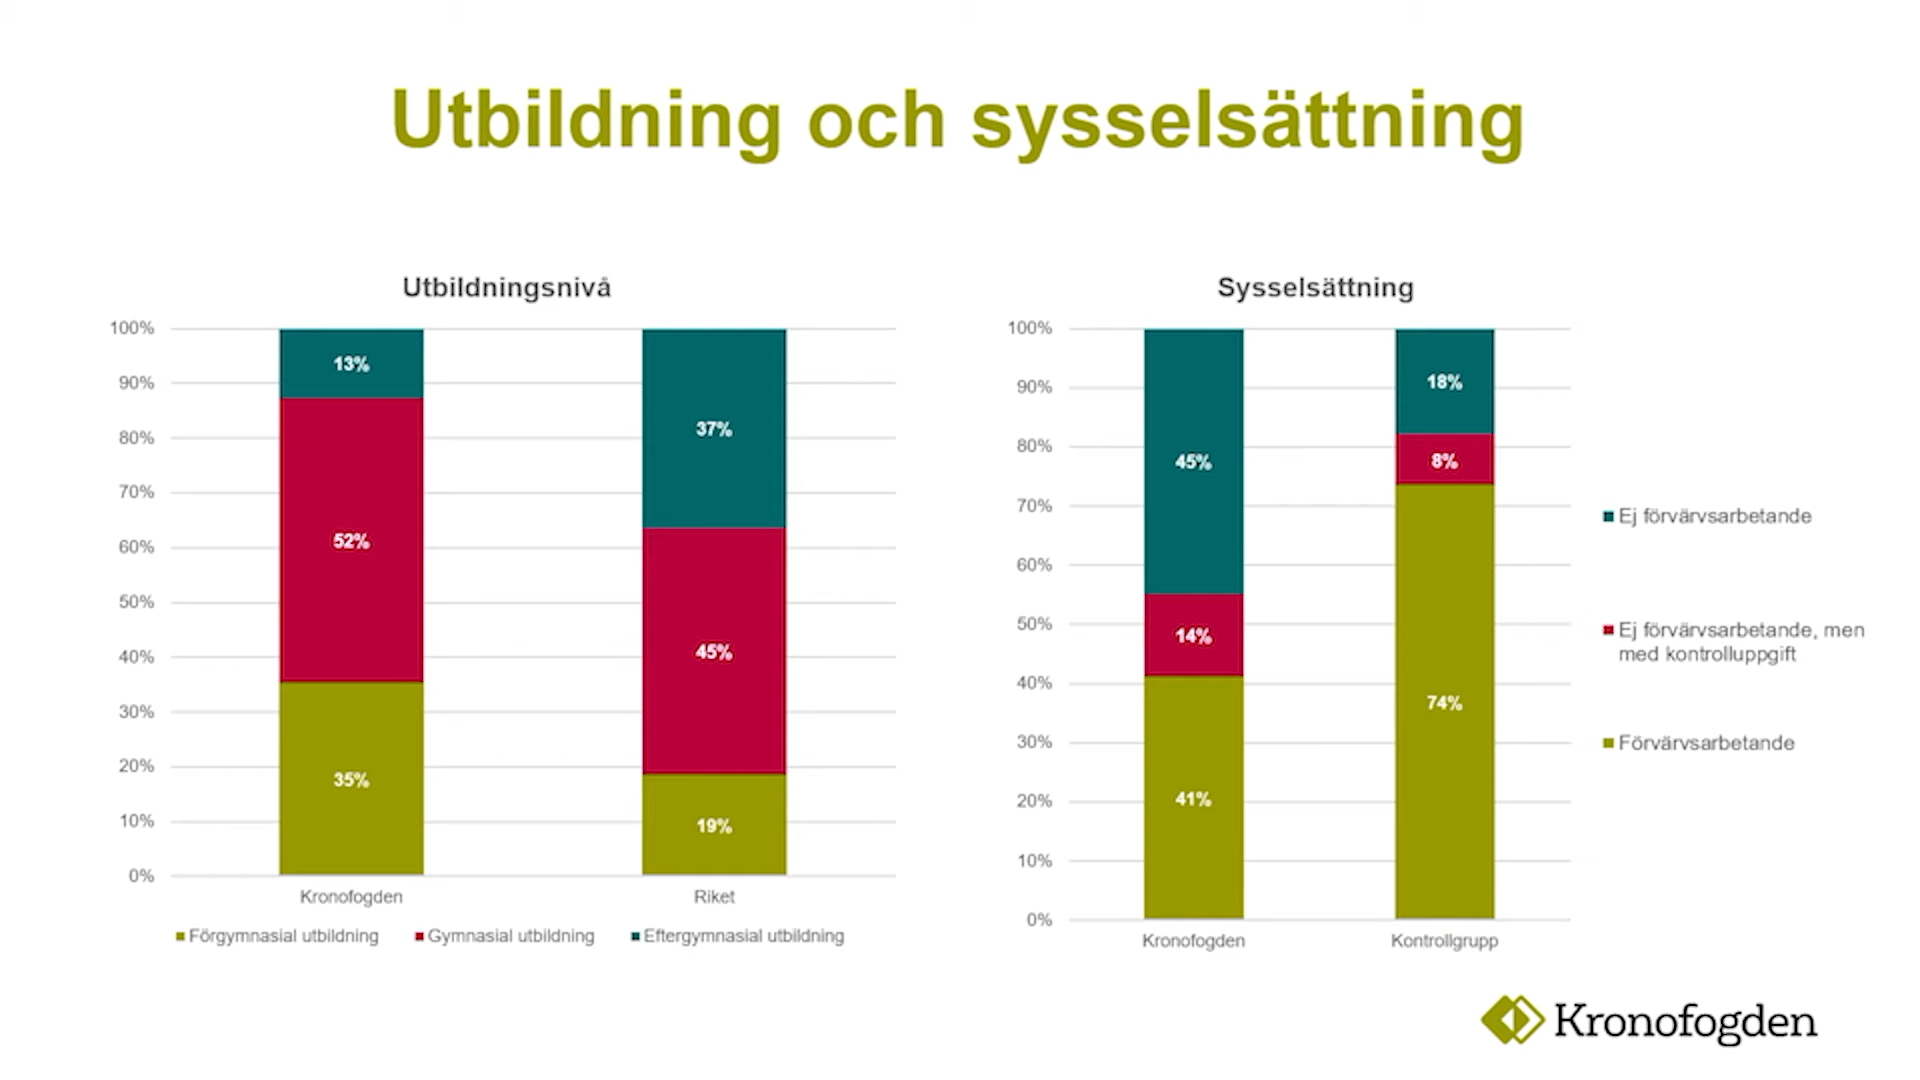 Utbildning och sysselsättning
Utbildningsnivå
100%
90%
80%
70%
60%
50%
40%
30%
20%
10%
0%
13%
52%
35%
37%
45%
19%
Kronofogden
Riket
Förgymnasial utbildning
Gymnasial utbildning
Eftergymnasial utbildning
Sysselsättning
100%
90%
80%
70%
60%
50%
40%
30%
20%
10%
0%
45%
14%
41%
18%
8%
74%
Kronofogden
Kontrollgrupp
Ej förvärvsarbetande
Ej förvärvsarbetande, men
med kontrolluppgift
Förvärvsarbetande
Kronofogden